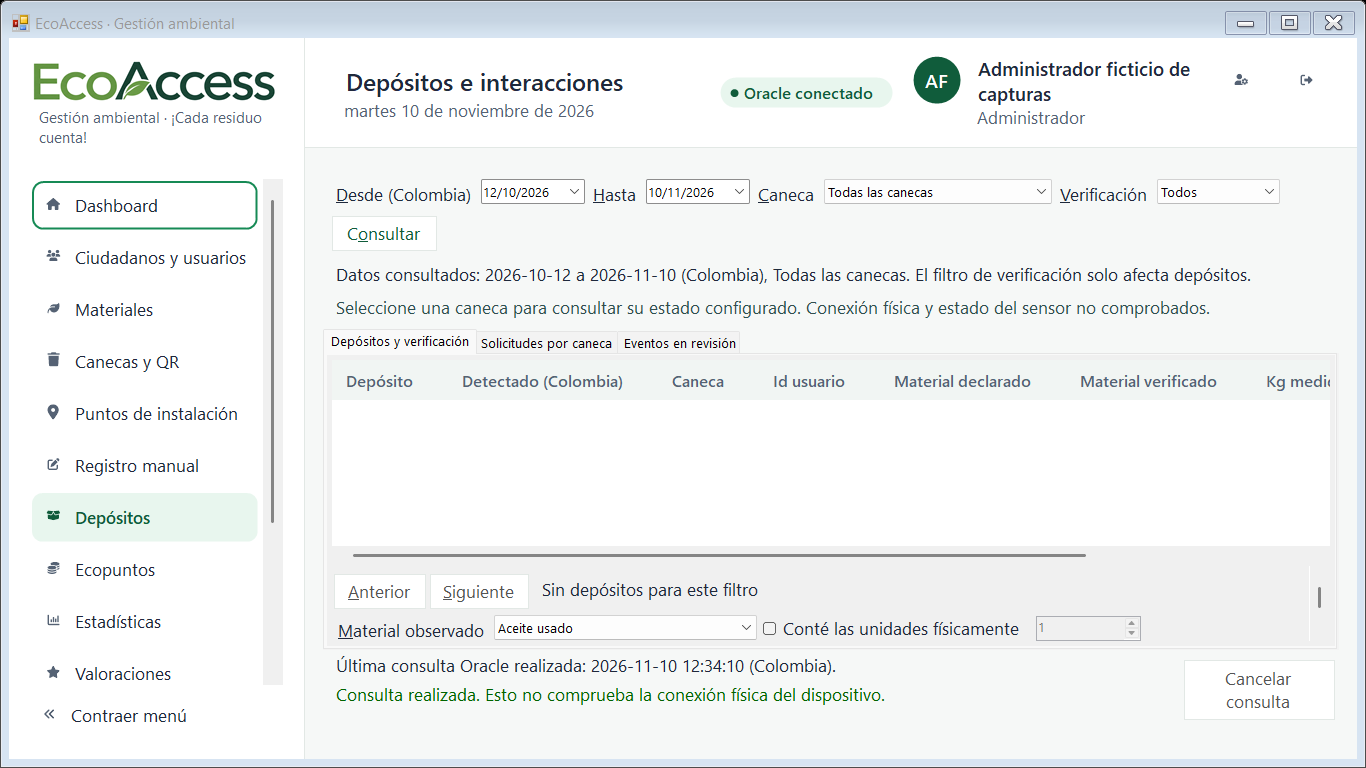 EcoAccess · Gestión ambiental
EcoAccess
Gestión ambiental · ¡Cada residuo
cuenta!
Dashboard
Ciudadanos y usuarios
Materiales
Canecas y QR
Puntos de instalación
Registro manual
Depósitos
Ecopuntos
Estadísticas
Valoraciones
Contraer menú
Depósitos e interacciones
martes 10 de noviembre de 2026
Oracle conectado
AF
Administrador ficticio de
capturas
Administrador
Desde (Colombia) 12/10/2026 Hasta 10/11/2026 Caneca Todas las canecas Verificación Todos
Consultar
Datos consultados: 2026-10-12 a 2026-11-10 (Colombia), Todas las canecas. El filtro de verificación solo afecta depósitos.
Seleccione una caneca para consultar su estado configurado. Conexión física y estado del sensor no comprobados.
Depósitos y verificación Solicitudes por caneca Eventos en revisión
Depósito Detectado (Colombia) Caneca Id usuario Material declarado Material verificado Kg medid
Anterior Siguiente Sin depósitos para este filtro
Material observado Aceite usado Conté las unidades físicamente 1
Última consulta Oracle realizada: 2026-11-10 12:34:10 (Colombia).
Consulta realizada. Esto no comprueba la conexión física del dispositivo.
Cancelar
consulta